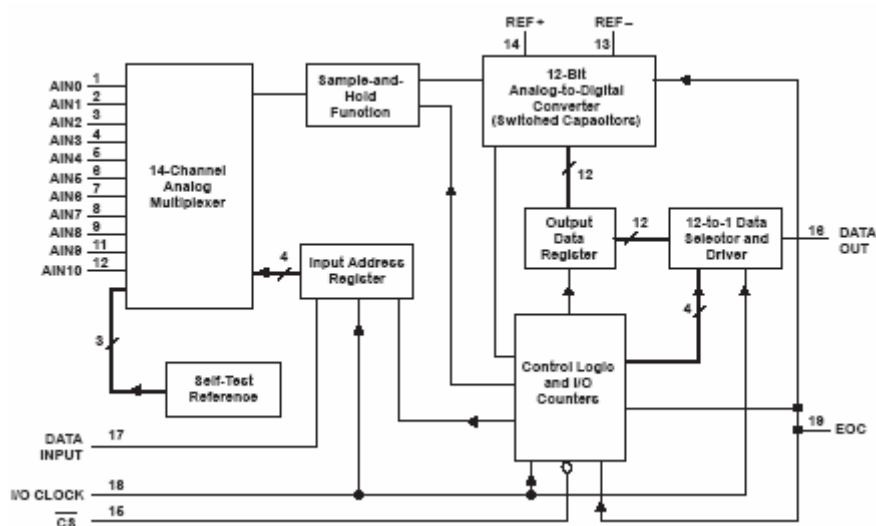 REF+
REF−
14
13
AIN0
1
AIN1
2
AIN2
3
AIN3
4
AIN4
5
AIN5
6
AIN6
7
AIN7
8
AIN8
9
AIN9
11
AIN10
12
14-Channel
Analog
Multiplexer
Sample-and-
Hold
Function
12-Bit
Analog-to-Digital
Converter
(Switched Capacitors)
12
4
Input Address
Register
Output
Data
Register
12
12-to-1 Data
Selector and
Driver
16
DATA
OUT
4
3
Self-Test
Reference
Control Logic
and I/O
Counters
19
EOC
DATA
INPUT
17
I/O CLOCK
18
CS
15